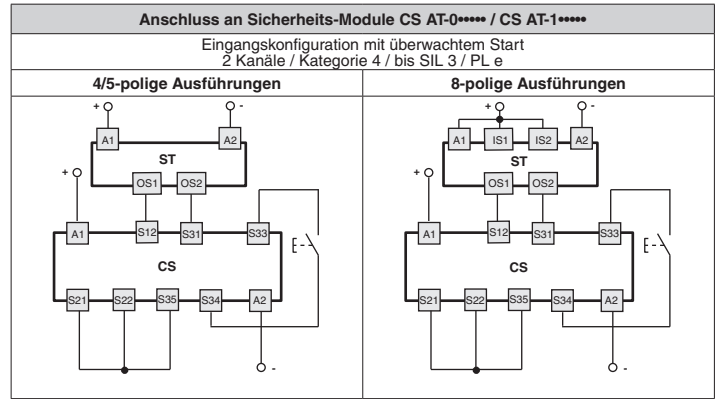 Anschluss an Sicherheits-Module CS AT-0••••• / CS AT-1•••••
Eingangskonfiguration mit überwachtem Start
2 Kanäle / Kategorie 4 / bis SIL 3 / PL e
4/5-polige Ausführungen
+ -
A1 A2
ST
+
OS1 OS2
A1 S12 S31 S33
CS
S21 S22 S35 S34 A2
-
8-polige Ausführungen
+ -
A1 IS1 IS2 A2
ST
+
OS1 OS2
A1 S12 S31 S33
CS
S21 S22 S35 S34 A2
-